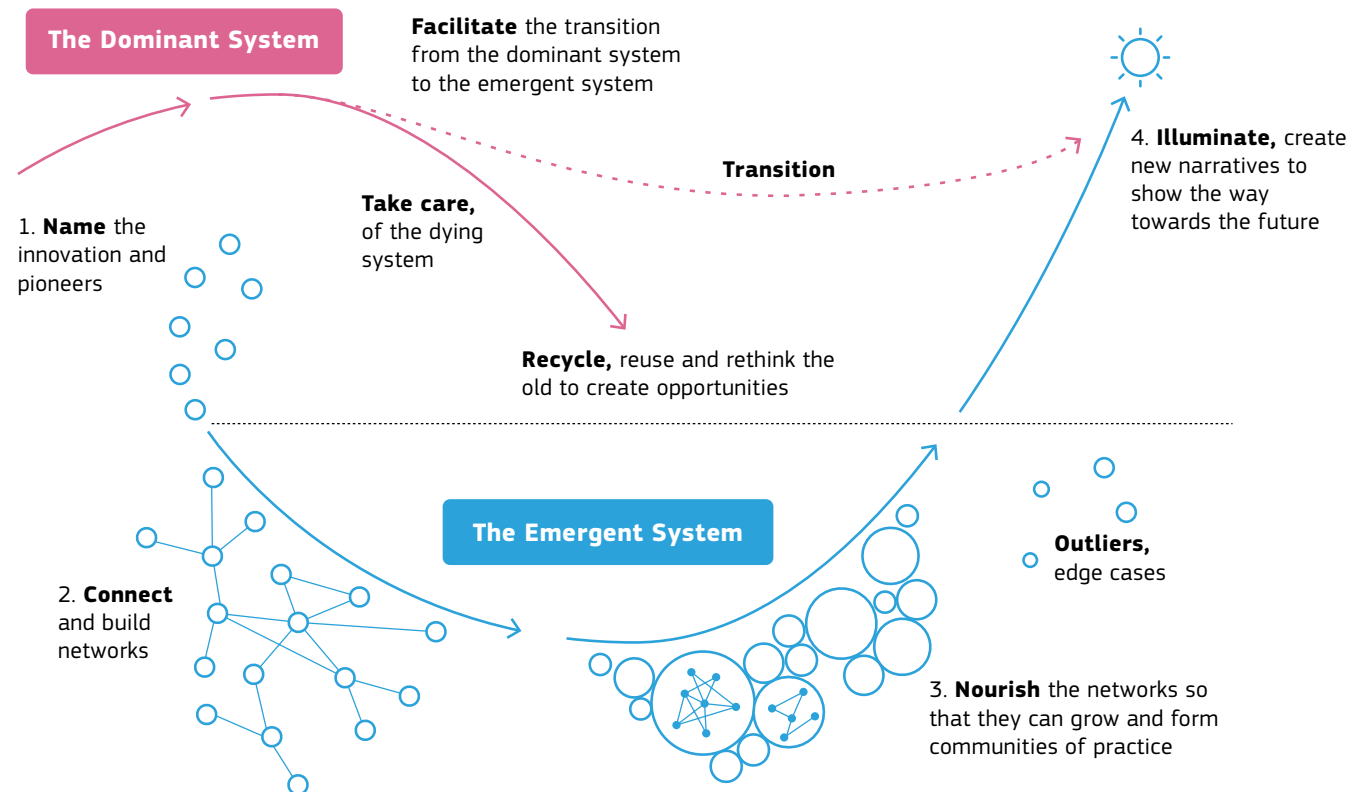 The Dominant System
Facilitate the transition
from the dominant system
to the emergent system
Transition
4. Illuminate, create
new narratives to
show the way
towards the future
1. Name the
innovation and
pioneers
Take care,
of the dying
system
Recycle, reuse and rethink the
old to create opportunities
The Emergent System
Outliers,
edge cases
2. Connect
and build
networks
3. Nourish the networks so
that they can grow and form
communities of practice